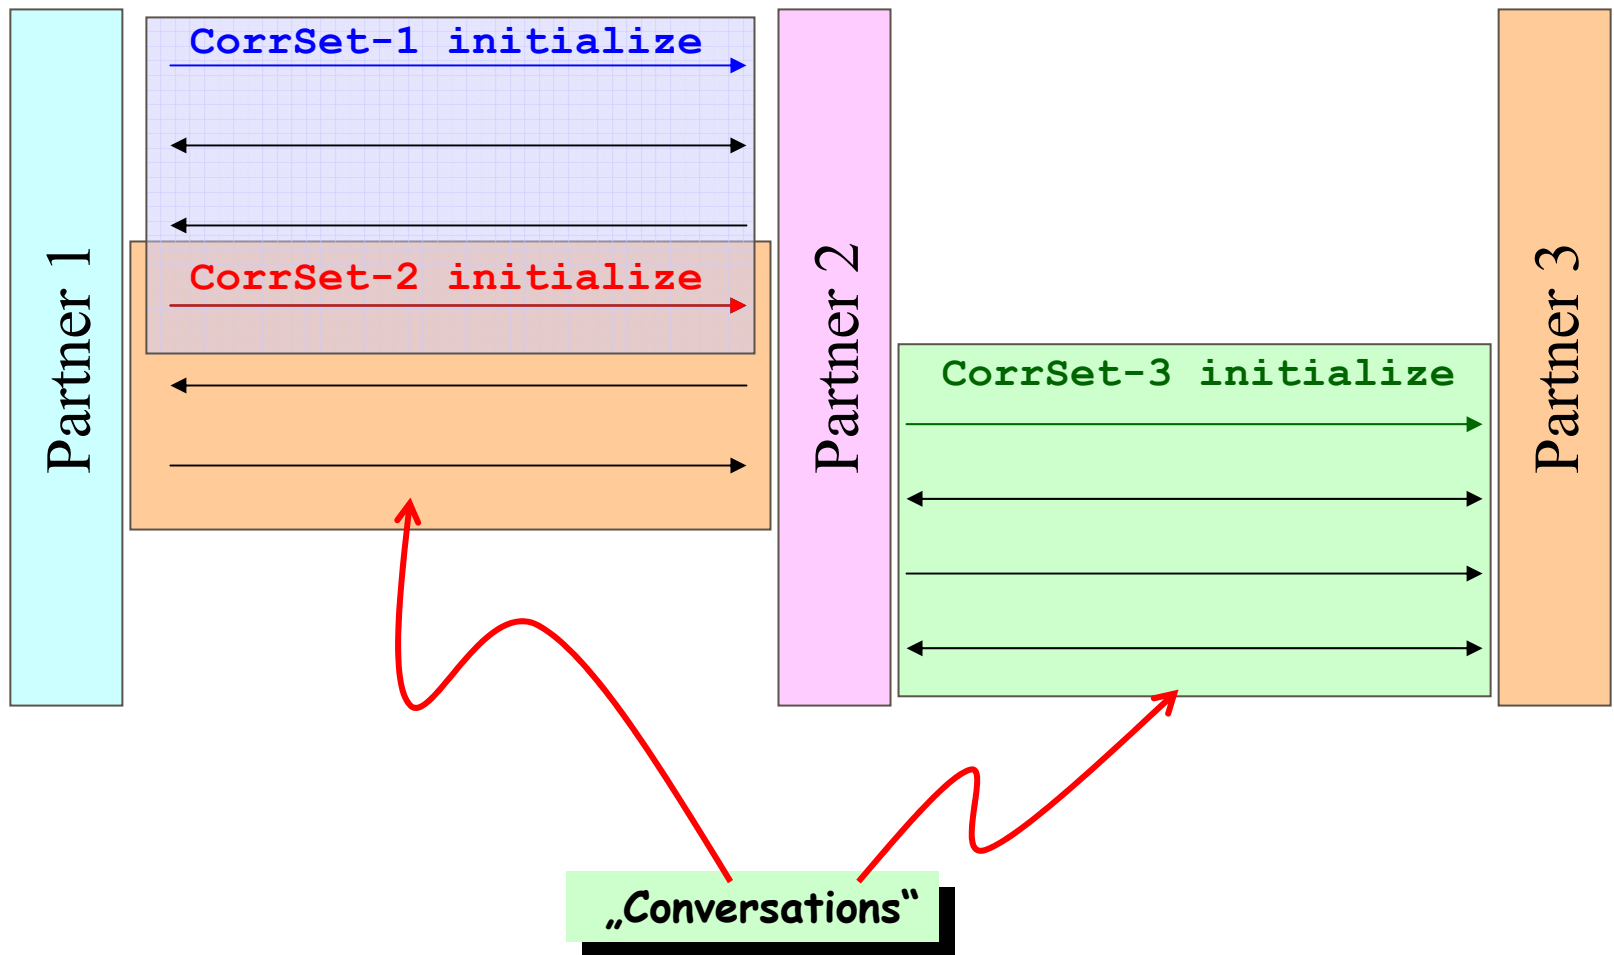 CorrSet-1 initialize
Partner 1
CorrSet-2 initialize
Partner 2
CorrSet-3 initialize
Partner 3
„Conversations“